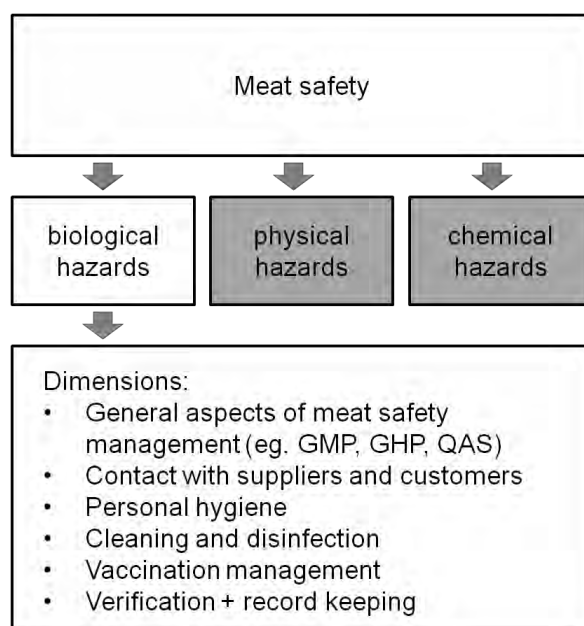 Meat safety
biological
hazards
physical
hazards
chemical
hazards
Dimensions:
• General aspects of meat safety
management (eg. GMP, GHP, QAS)
• Contact with suppliers and customers
• Personal hygiene
• Cleaning and disinfection
• Vaccination management
• Verification + record keeping